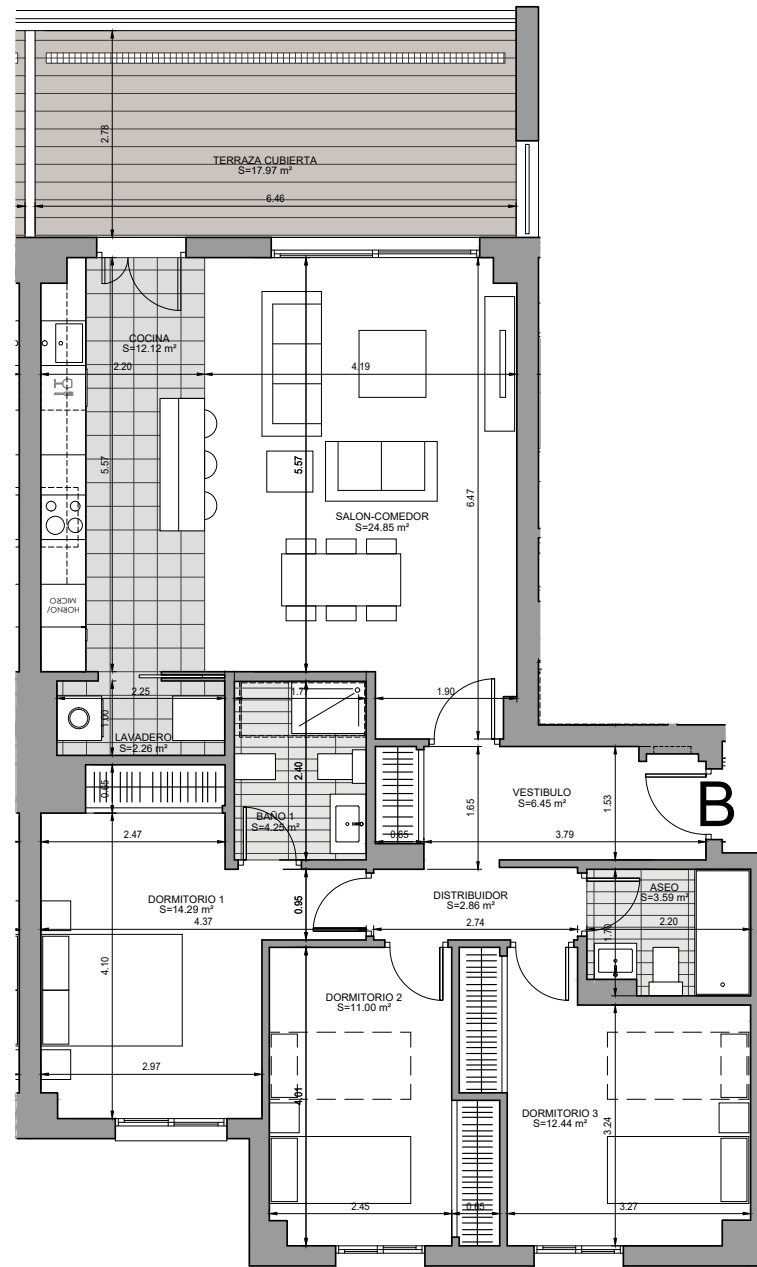 2.78
TERRAZA CUBIERTA
S=17.97 m²
6.46
COCINA
S=12.12 m²
2.20
4.19
5.57
5.57
6.47
SALON-COMEDOR
S=24.85 m²
HORNO/
MICRO
2.25
1.00
LAVADERO
S=2.26 m²
1.77
1.90
2.40
BAÑO 1
S=4.25 m²
0.65
2.47
0.65
1.65
VESTIBULO
S=6.45 m²
1.53
3.79
B
DORMITORIO 1
S=14.29 m²
4.37
0.95
4.10
2.97
DISTRIBUIDOR
S=2.86 m²
2.74
ASEO
S=3.59 m²
2.20
1.70
DORMITORIO 2
S=11.00 m²
2.45
0.65
DORMITORIO 3
S=12.44 m²
3.24
3.27